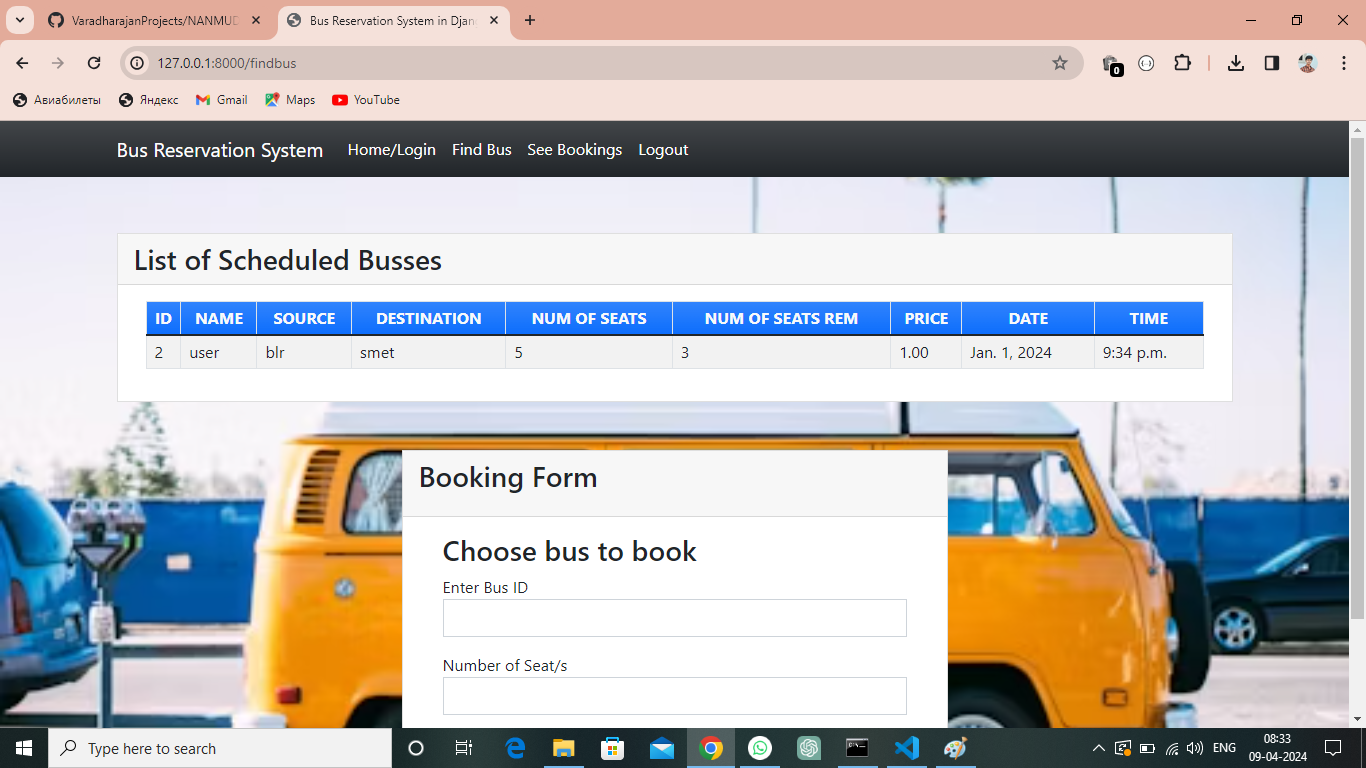 VaradharajanProjects/NANMUD
Bus Reservation System in Djan
127.0.0.1:8000/findbus
0
Авиабилеты
Яндекс
Gmail
Maps
YouTube
Bus Reservation System
Home/Login
Find Bus
See Bookings
Logout
List of Scheduled Busses
ID NAME SOURCE DESTINATION NUM OF SEATS NUM OF SEATS REM PRICE DATE TIME
2 user blr smet 5 3 1.00 Jan. 1, 2024 9:34 p.m.
Booking Form
Choose bus to book
Enter Bus ID
Number of Seat/s
Type here to search
ENG
08:33
09-04-2024